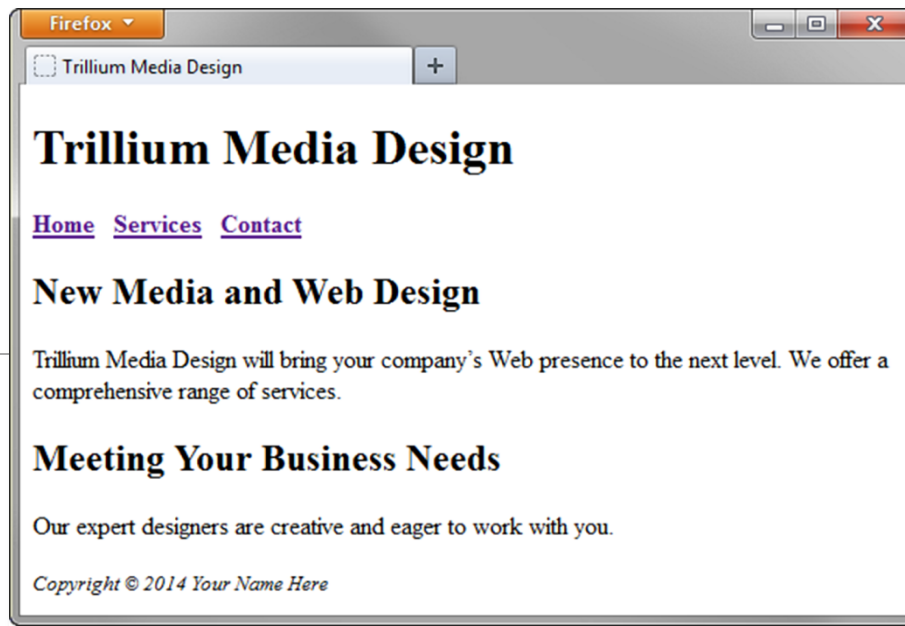 Firefox
Trillium Media Design
Trillium Media Design
Home Services Contact
New Media and Web Design
Trillium Media Design will bring your company’s Web presence to the next level. We offer a
comprehensive range of services.
Meeting Your Business Needs
Our expert designers are creative and eager to work with you.
Copyright © 2014 Your Name Here